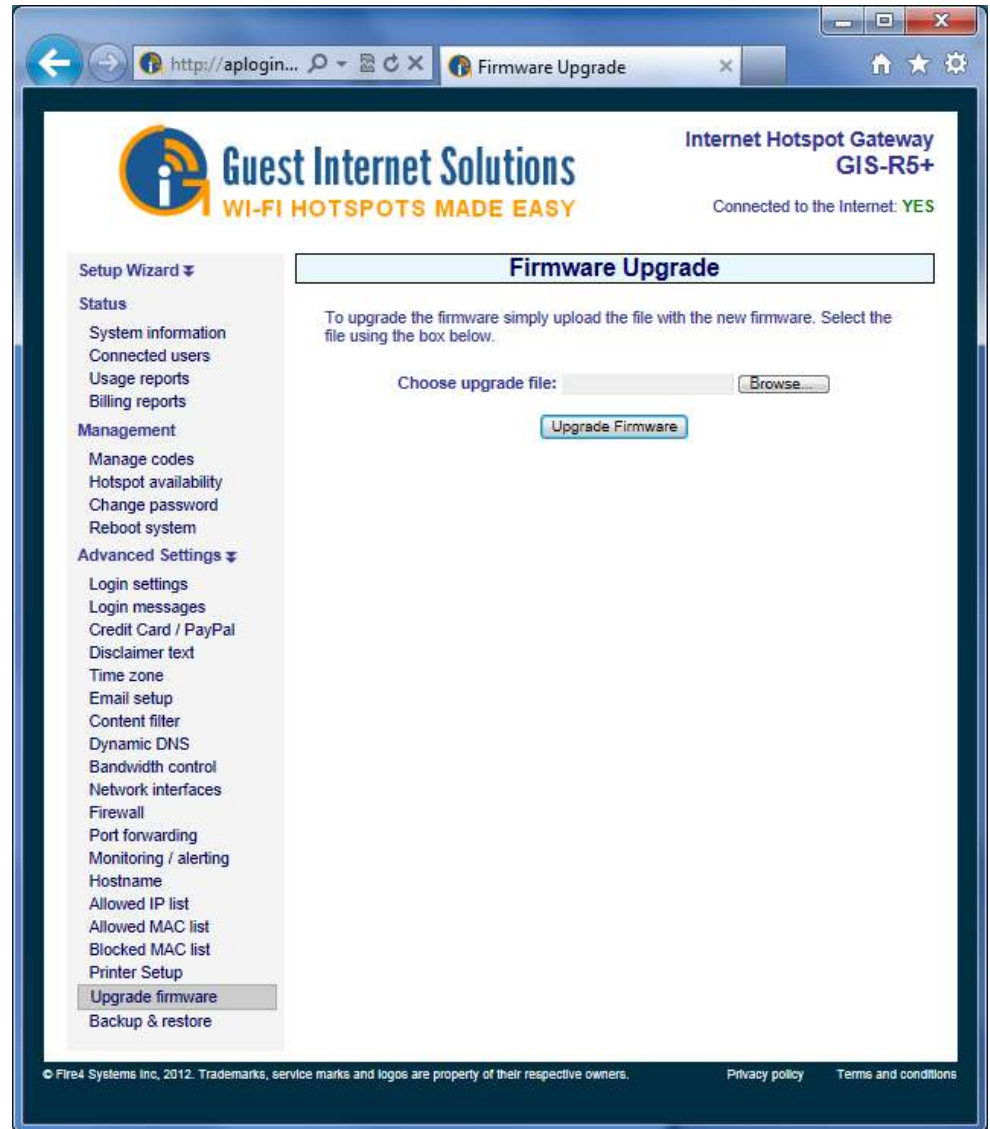 http://aplogin...
Firmware Upgrade
Guest Internet Solutions
WI-FI HOTSPOTS MADE EASY
Internet Hotspot Gateway
GIS-R5+
Connected to the Internet: YES
Setup Wizard
Status
System information
Connected users
Usage reports
Billing reports
Management
Manage codes
Hotspot availability
Change password
Reboot system
Advanced Settings
Login settings
Login messages
Credit Card / PayPal
Disclaimer text
Time zone
Email setup
Content filter
Dynamic DNS
Bandwidth control
Network interfaces
Firewall
Port forwarding
Monitoring / alerting
Hostname
Allowed IP list
Allowed MAC list
Blocked MAC list
Printer Setup
Upgrade firmware
Backup & restore
Firmware Upgrade
To upgrade the firmware simply upload the file with the new firmware. Select the
file using the box below.
Choose upgrade file:
Browse...
Upgrade Firmware
© Fire4 Systems Inc, 2012. Trademarks, service marks and logos are property of their respective owners.
Privacy policy
Terms and conditions